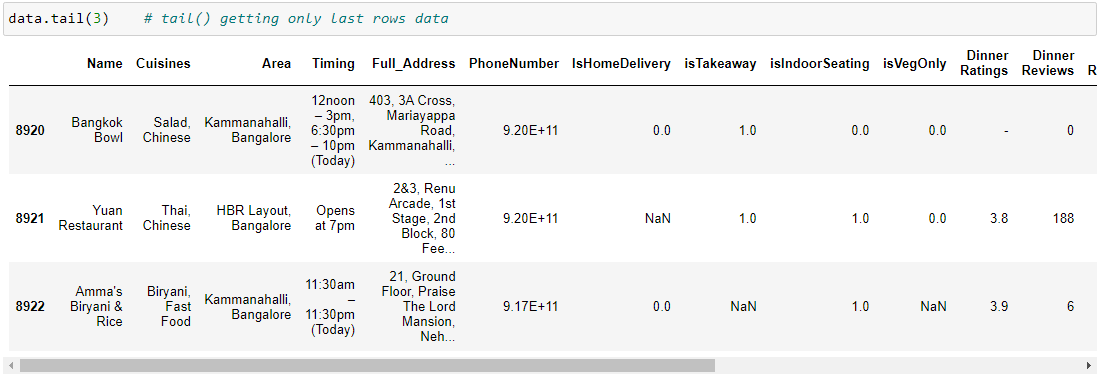 data.tail(3) # tail() getting only last rows data
Name Cuisines Area Timing Full_Address PhoneNumber IsHomeDelivery isTakeaway isIndoorSeating isVegOnly Dinner Dinner
Ratings Reviews R
12noon 403, 3A Cross,
– 3pm, Mariayappa
8920 Bangkok Salad, Kammanahalli, 6:30pm Road, 9.20E+11 0.0 1.0 0.0 0.0 - 0
Bowl Chinese Bangalore – 10pm Kammanahalli,
(Today) ...
2&3, Renu
Arcade, 1st
8921 Yuan Thai, HBR Layout, Opens Stage, 2nd 9.20E+11 NaN 1.0 1.0 0.0 3.8 188
Restaurant Chinese Bangalore at 7pm Block, 80
Fee...
11:30am 21, Ground
– Floor, Praise
8922 Amma's Biryani, Kammanahalli, 11:30pm The Lord 9.17E+11 0.0 NaN 1.0 NaN 3.9 6
Biryani & Fast Bangalore (Today) Mansion,
Rice Food Neh...